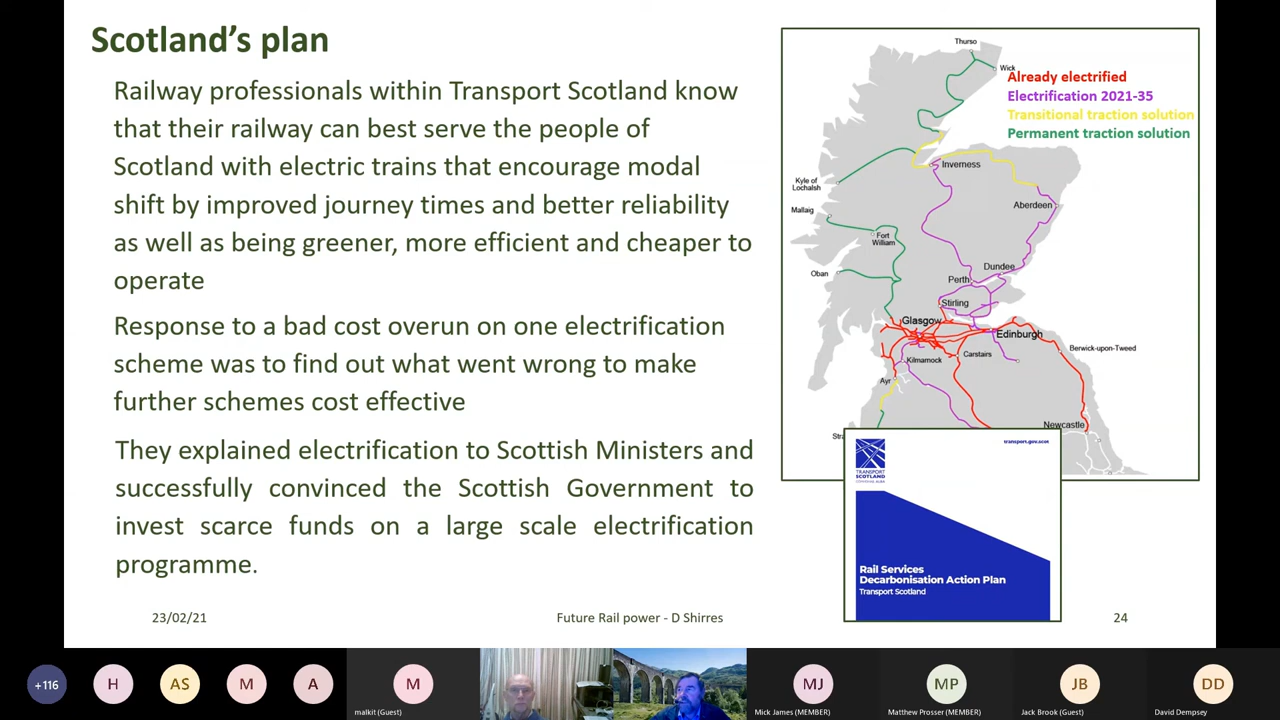 Scotland's plan
Railway professionals within Transport Scotland know
that their railway can best serve the people of
Scotland with electric trains that encourage modal
shift by improved journey times and better reliability
as well as being greener, more efficient and cheaper to
operate
Response to a bad cost overun on one electrification
scheme was to find out what went wrong to make
further schemes cost effective
They explained electrification to Scottish Ministers and
successfully convinced the Scottish Government to
invest scarce funds on a large scale electrification
programme.
Thurso
Wick
Already electrified
Electrification 2021-35
Transitional traction solution
Permanent traction solution
Inverness
Kyle of
Lochalsh
Mallaig
Aberdeen
Fort
William
Oban
Dundee
Perth
Stirling
Glasgow
Edinburgh
Berwick-upon-Tweed
Kilmarnock
Carstairs
Ayr
Newcastle
transport.gov.scot
TRANSPORT
SCOTLAND
Rail Services
Decarbonisation Action Plan
Transport Scotland
23/02/21
Future Rail power - D Shirres
24
+116
H
AS
M
A
M
malkit (Guest)
MJ
Mick James (MEMBER)
MP
Matthew Prosser (MEMBER)
JB
Jack Brook (Guest)
DD
David Dempsey